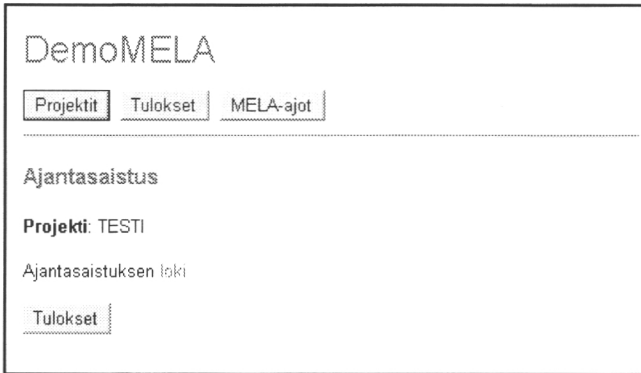 DemoMELA
Projektit Tulokset MELA-ajot
Ajantasaistus
Projekti: TESTI
Ajantasaistuksen loki
Tulokset